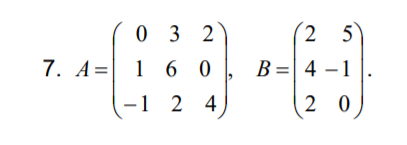 7. A = ( 0 3 2 ; 1 6 0 ; −1 2 4 ), B = ( 2 5 ; 4 −1 ; 2 0 ).